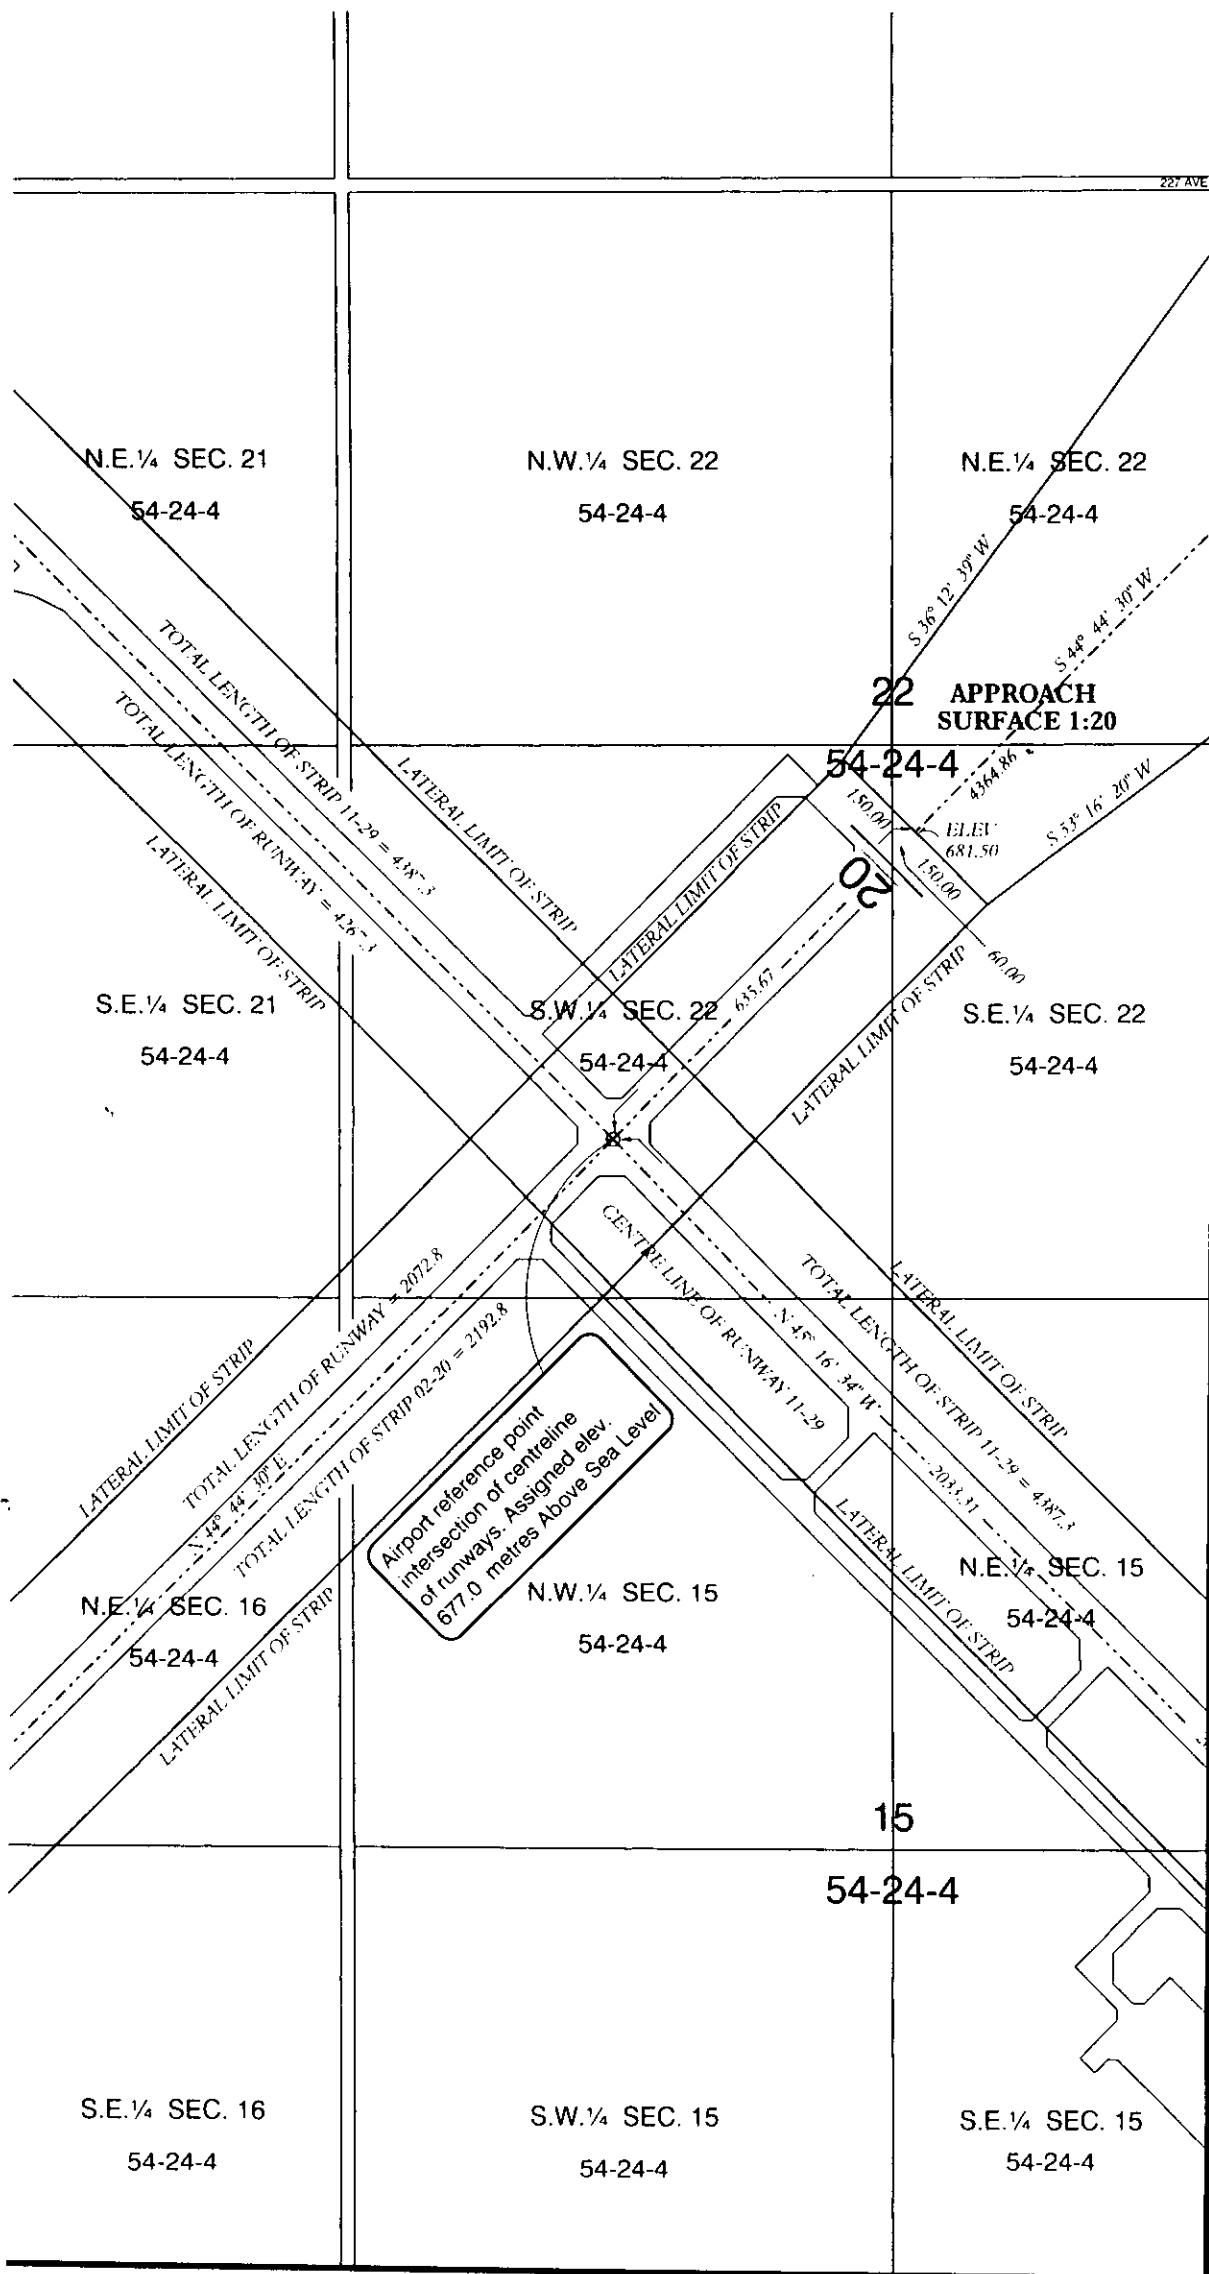 227 AVE
N.E.¼ SEC. 21
54-24-4
N.W.¼ SEC. 22
54-24-4
N.E.¼ SEC. 22
54-24-4
S 36° 12' 39" W
S 44° 44' 30" W
TOTAL LENGTH OF STRIP 11-29 = 4387.3
TOTAL LENGTH OF RUNWAY = 4267.3
LATERAL LIMIT OF STRIP
LATERAL LIMIT OF STRIP
22
54-24-4
APPROACH
SURFACE 1:20
4364.86
S 53° 16' 20" W
150.00
ELEV
681.50
150.00
60.00
20
LATERAL LIMIT OF STRIP
635.67
LATERAL LIMIT OF STRIP
S.E.¼ SEC. 21
54-24-4
S.W.¼ SEC. 22
54-24-4
S.E.¼ SEC. 22
54-24-4
CENTRE LINE OF RUNWAY 11-29
N 45° 16' 34" W
2033.31
TOTAL LENGTH OF STRIP 11-29 = 4387.3
LATERAL LIMIT OF STRIP
LATERAL LIMIT OF STRIP
LATERAL LIMIT OF STRIP
TOTAL LENGTH OF RUNWAY = 2072.8
N 44° 44' 30" E
TOTAL LENGTH OF STRIP 02-20 = 2192.8
LATERAL LIMIT OF STRIP
Airport reference point
intersection of centreline
of runways. Assigned elev.
677.0 metres Above Sea Level
N.E.¼ SEC. 16
54-24-4
N.W.¼ SEC. 15
54-24-4
N.E.¼ SEC. 15
54-24-4
15
54-24-4
S.E.¼ SEC. 16
54-24-4
S.W.¼ SEC. 15
54-24-4
S.E.¼ SEC. 15
54-24-4